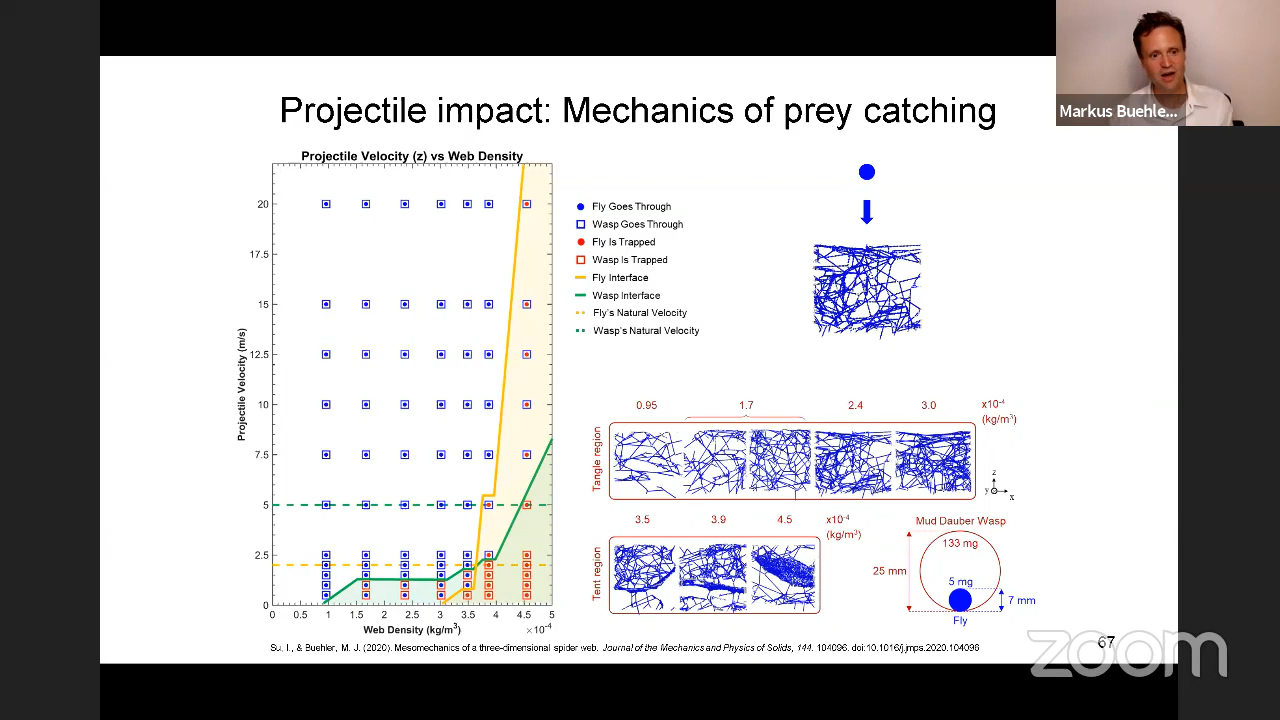 Markus Buehle...
Projectile impact: Mechanics of prey catching
Projectile Velocity (z) vs Web Density
Projectile Velocity (m/s)
20
17.5
15
12.5
10
7.5
5
2.5
0
0 0.5 1 1.5 2 2.5 3 3.5 4 4.5 5
Web Density (kg/m³)
×10⁻⁴
Fly Goes Through
Wasp Goes Through
Fly Is Trapped
Wasp Is Trapped
Fly Interface
Wasp Interface
Fly's Natural Velocity
Wasp's Natural Velocity
0.95 1.7 2.4 3.0 x10⁻⁴
(kg/m³)
Tangle region
z
y x
3.5 3.9 4.5 x10⁻⁴
(kg/m³)
Tent region
Mud Dauber Wasp
133 mg
25 mm
5 mg
7 mm
Fly
Su, I., & Buehler, M. J. (2020). Mesomechanics of a three-dimensional spider web. Journal of the Mechanics and Physics of Solids, 144, 104096. doi:10.1016/j.jmps.2020.104096
67
zoom